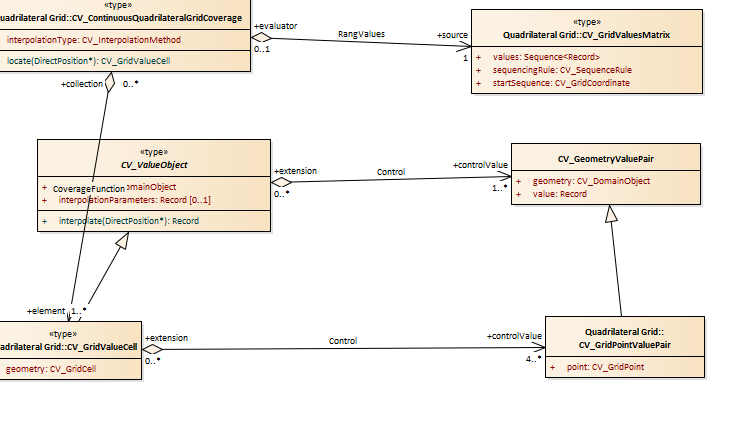 «type»
uadrilateral Grid::CV_ContinuousQuadrilateralGridCoverage
interpolationType: CV_InterpolationMethod
locate(DirectPosition*): CV_GridValueCell
+evaluator
0..1
RangValues
+source
1
«type»
Quadrilateral Grid::CV_GridValuesMatrix
+ values: Sequence<Record>
+ sequencingRule: CV_SequenceRule
+ startSequence: CV_GridCoordinate
+collection
0..*
«type»
CV_ValueObject
+ CoverageFunction omainObject
+ interpolationParameters: Record [0..1]
+ interpolate(DirectPosition*): Record
+extension
0..*
Control
+controlValue
1..*
CV_GeometryValuePair
+ geometry: CV_DomainObject
+ value: Record
+element
1..*
«type»
adrilateral Grid::CV_GridValueCell
geometry: CV_GridCell
+extension
0..*
Control
+controlValue
4..*
Quadrilateral Grid::
CV_GridPointValuePair
+ point: CV_GridPoint